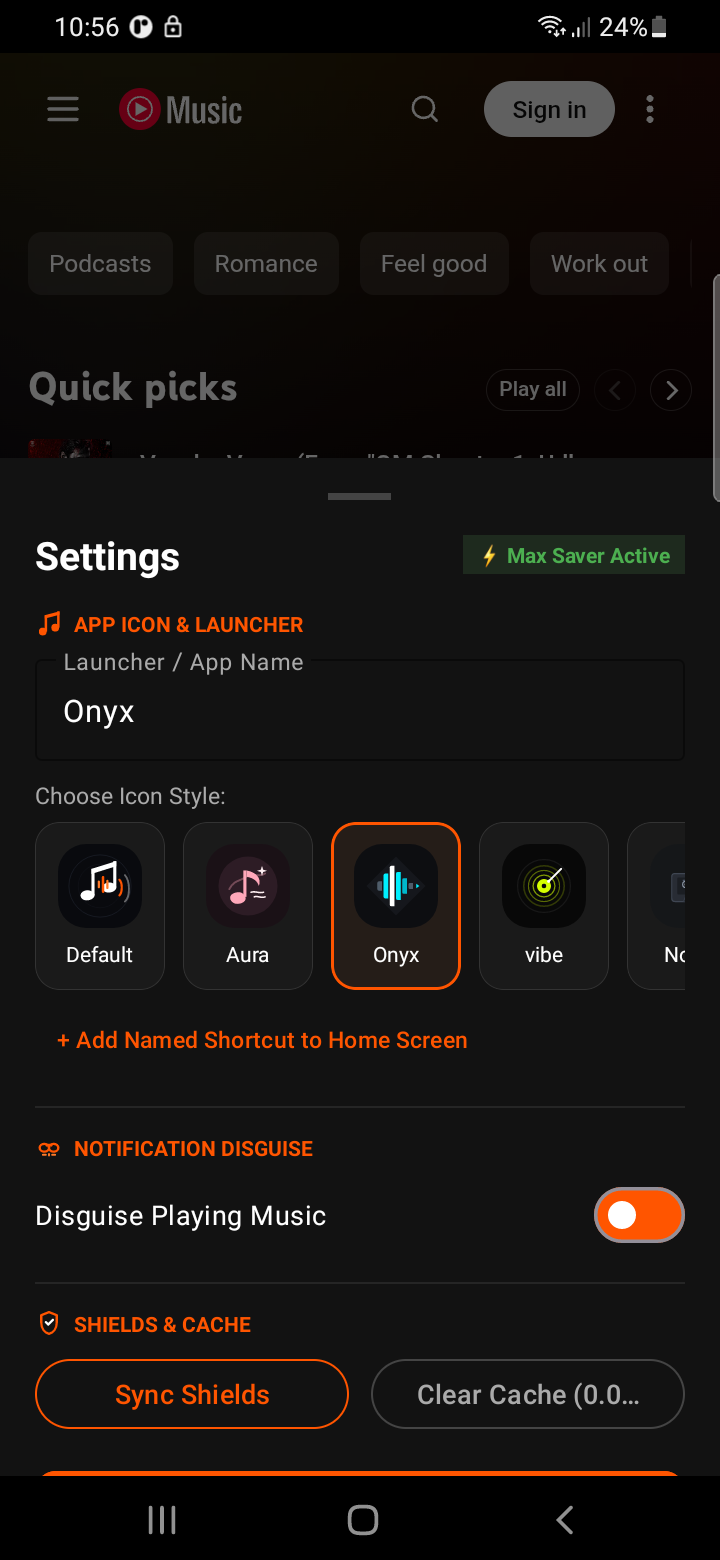 10:56
24%
Music
Sign in
Podcasts
Romance
Feel good
Work out
Quick picks
Play all
Settings
⚡ Max Saver Active
APP ICON & LAUNCHER
Launcher / App Name
Onyx
Choose Icon Style:
Default
Aura
Onyx
vibe
+ Add Named Shortcut to Home Screen
NOTIFICATION DISGUISE
Disguise Playing Music
SHIELDS & CACHE
Sync Shields
Clear Cache (0.0...